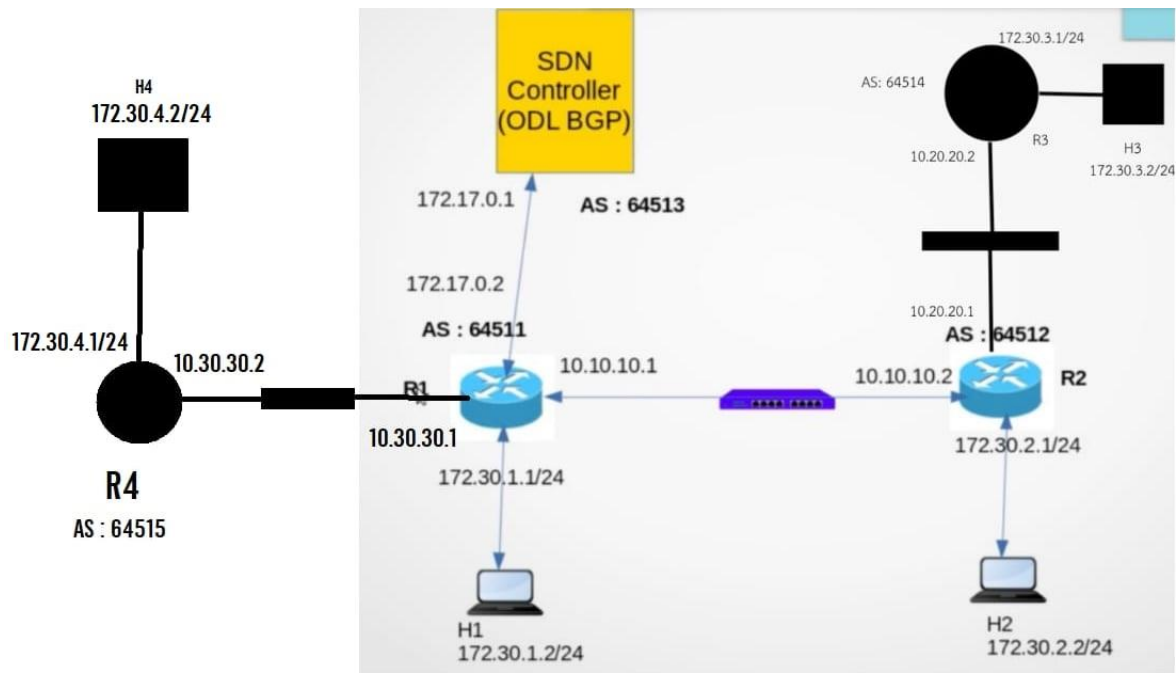 H4
172.30.4.2/24
172.30.4.1/24
10.30.30.2
R4
AS : 64515
10.30.30.1
SDN
Controller
(ODL BGP)
172.17.0.1
AS : 64513
172.17.0.2
AS : 64511
R1
10.10.10.1
172.30.1.1/24
H1
172.30.1.2/24
172.30.3.1/24
AS: 64514
R3
H3
172.30.3.2/24
10.20.20.2
10.20.20.1
AS : 64512
10.10.10.2
R2
172.30.2.1/24
H2
172.30.2.2/24